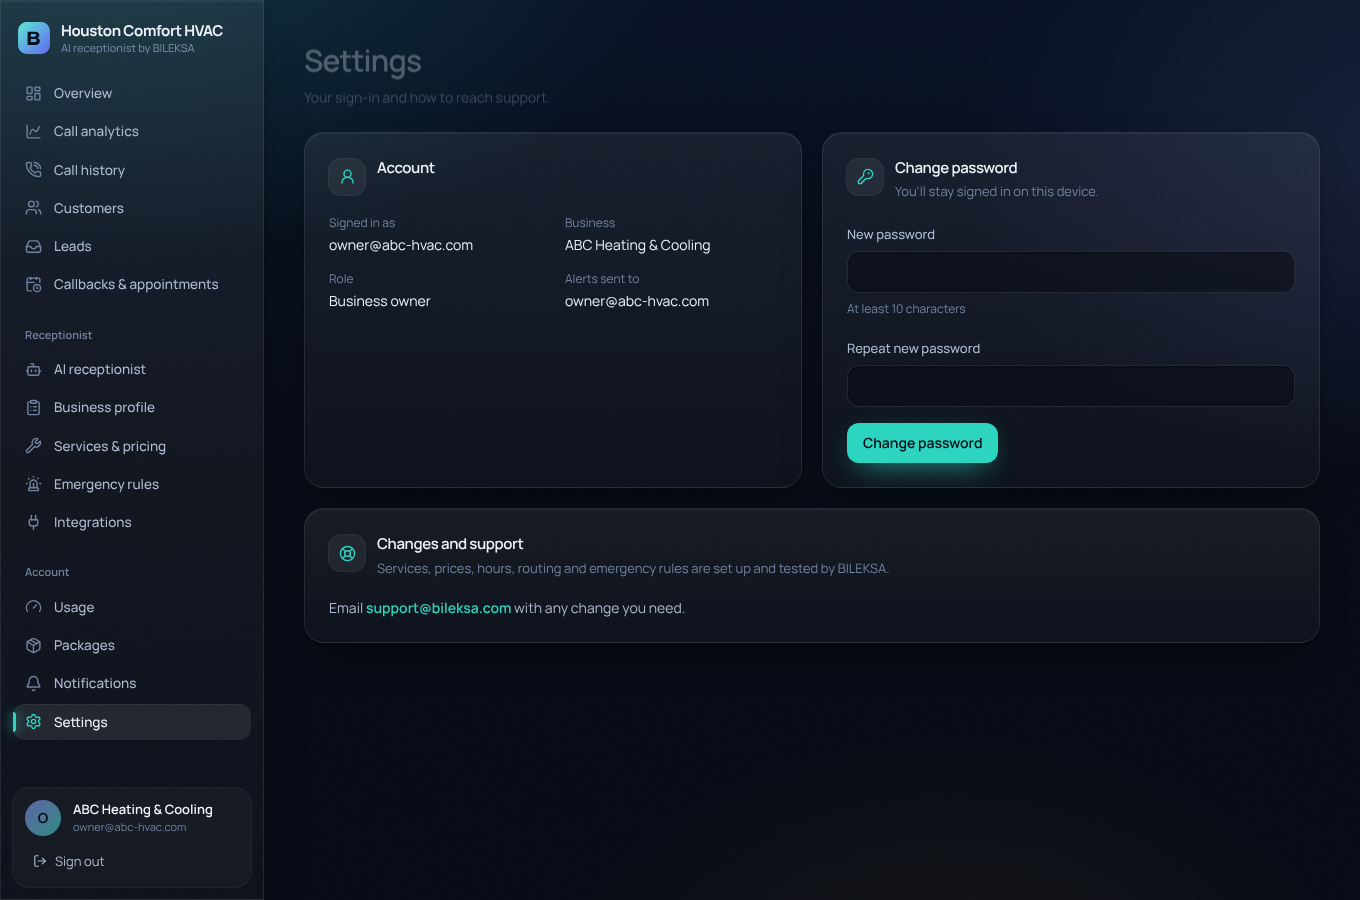 B
Houston Comfort HVAC
AI receptionist by BILEKSA
Overview
Call analytics
Call history
Customers
Leads
Callbacks & appointments
Receptionist
AI receptionist
Business profile
Services & pricing
Emergency rules
Integrations
Account
Usage
Packages
Notifications
Settings
O
ABC Heating & Cooling
owner@abc-hvac.com
Sign out
Settings
Your sign-in and how to reach support.
Account
Signed in as
owner@abc-hvac.com
Business
ABC Heating & Cooling
Role
Business owner
Alerts sent to
owner@abc-hvac.com
Change password
You'll stay signed in on this device.
New password
At least 10 characters
Repeat new password
Change password
Changes and support
Services, prices, hours, routing and emergency rules are set up and tested by BILEKSA.
Email support@bileksa.com with any change you need.